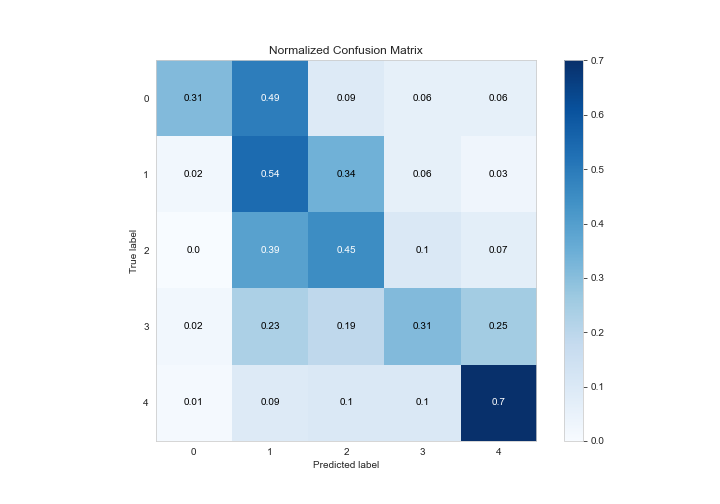 Normalized Confusion Matrix
True label
0
0.31 0.49 0.09 0.06 0.06
1
0.02 0.54 0.34 0.06 0.03
2
0.0 0.39 0.45 0.1 0.07
3
0.02 0.23 0.19 0.31 0.25
4
0.01 0.09 0.1 0.1 0.7
0 1 2 3 4
Predicted label
0.7
0.6
0.5
0.4
0.3
0.2
0.1
0.0